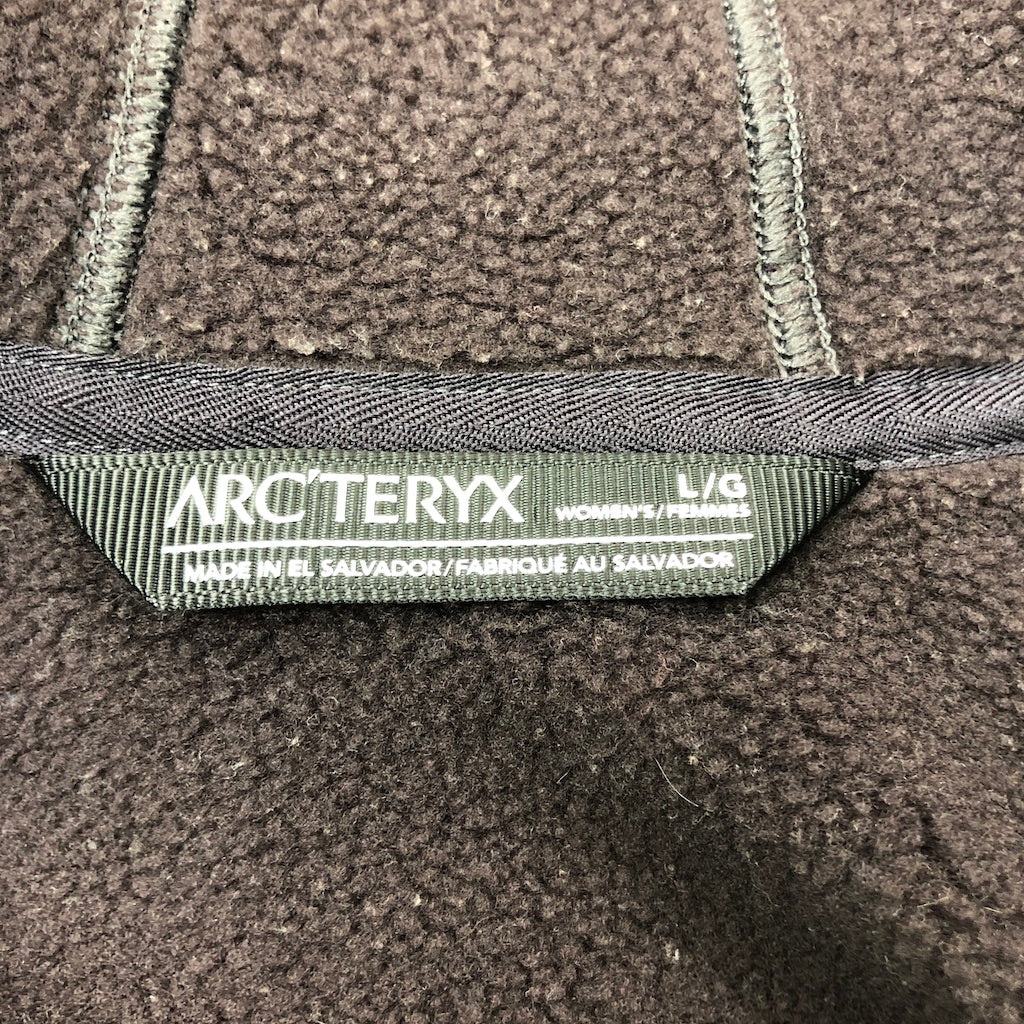 ARC'TERYX
L/G
WOMEN'S/FEMMES
MADE IN EL SALVADOR/FABRIQUÉ AU SALVADOR